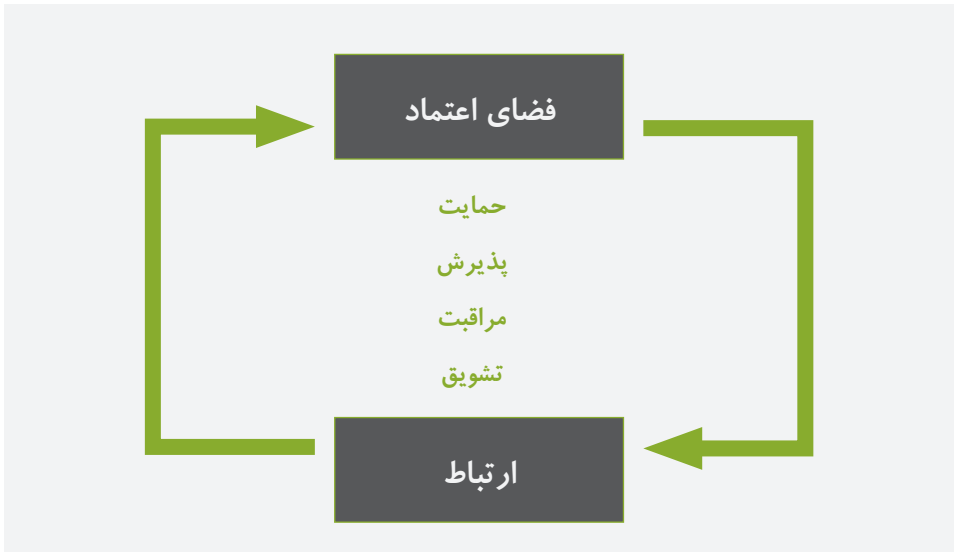 فضای اعتماد
حمایت
پذیرش
مراقبت
تشویق
ارتباط